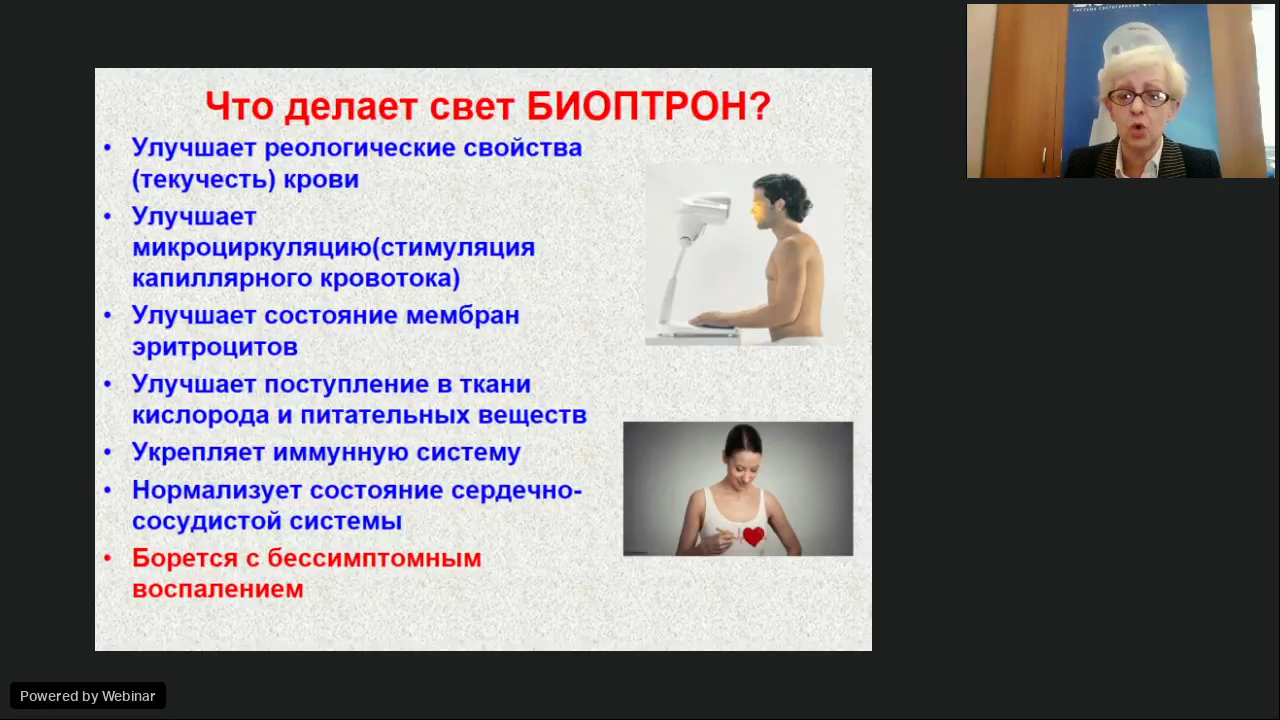 Что делает свет БИОПТРОН?
• Улучшает реологические свойства
(текучесть) крови
• Улучшает
микроциркуляцию(стимуляция
капиллярного кровотока)
• Улучшает состояние мембран
эритроцитов
• Улучшает поступление в ткани
кислорода и питательных веществ
• Укрепляет иммунную систему
• Нормализует состояние сердечно-
сосудистой системы
• Борется с бессимптомным
воспалением
Powered by Webinar